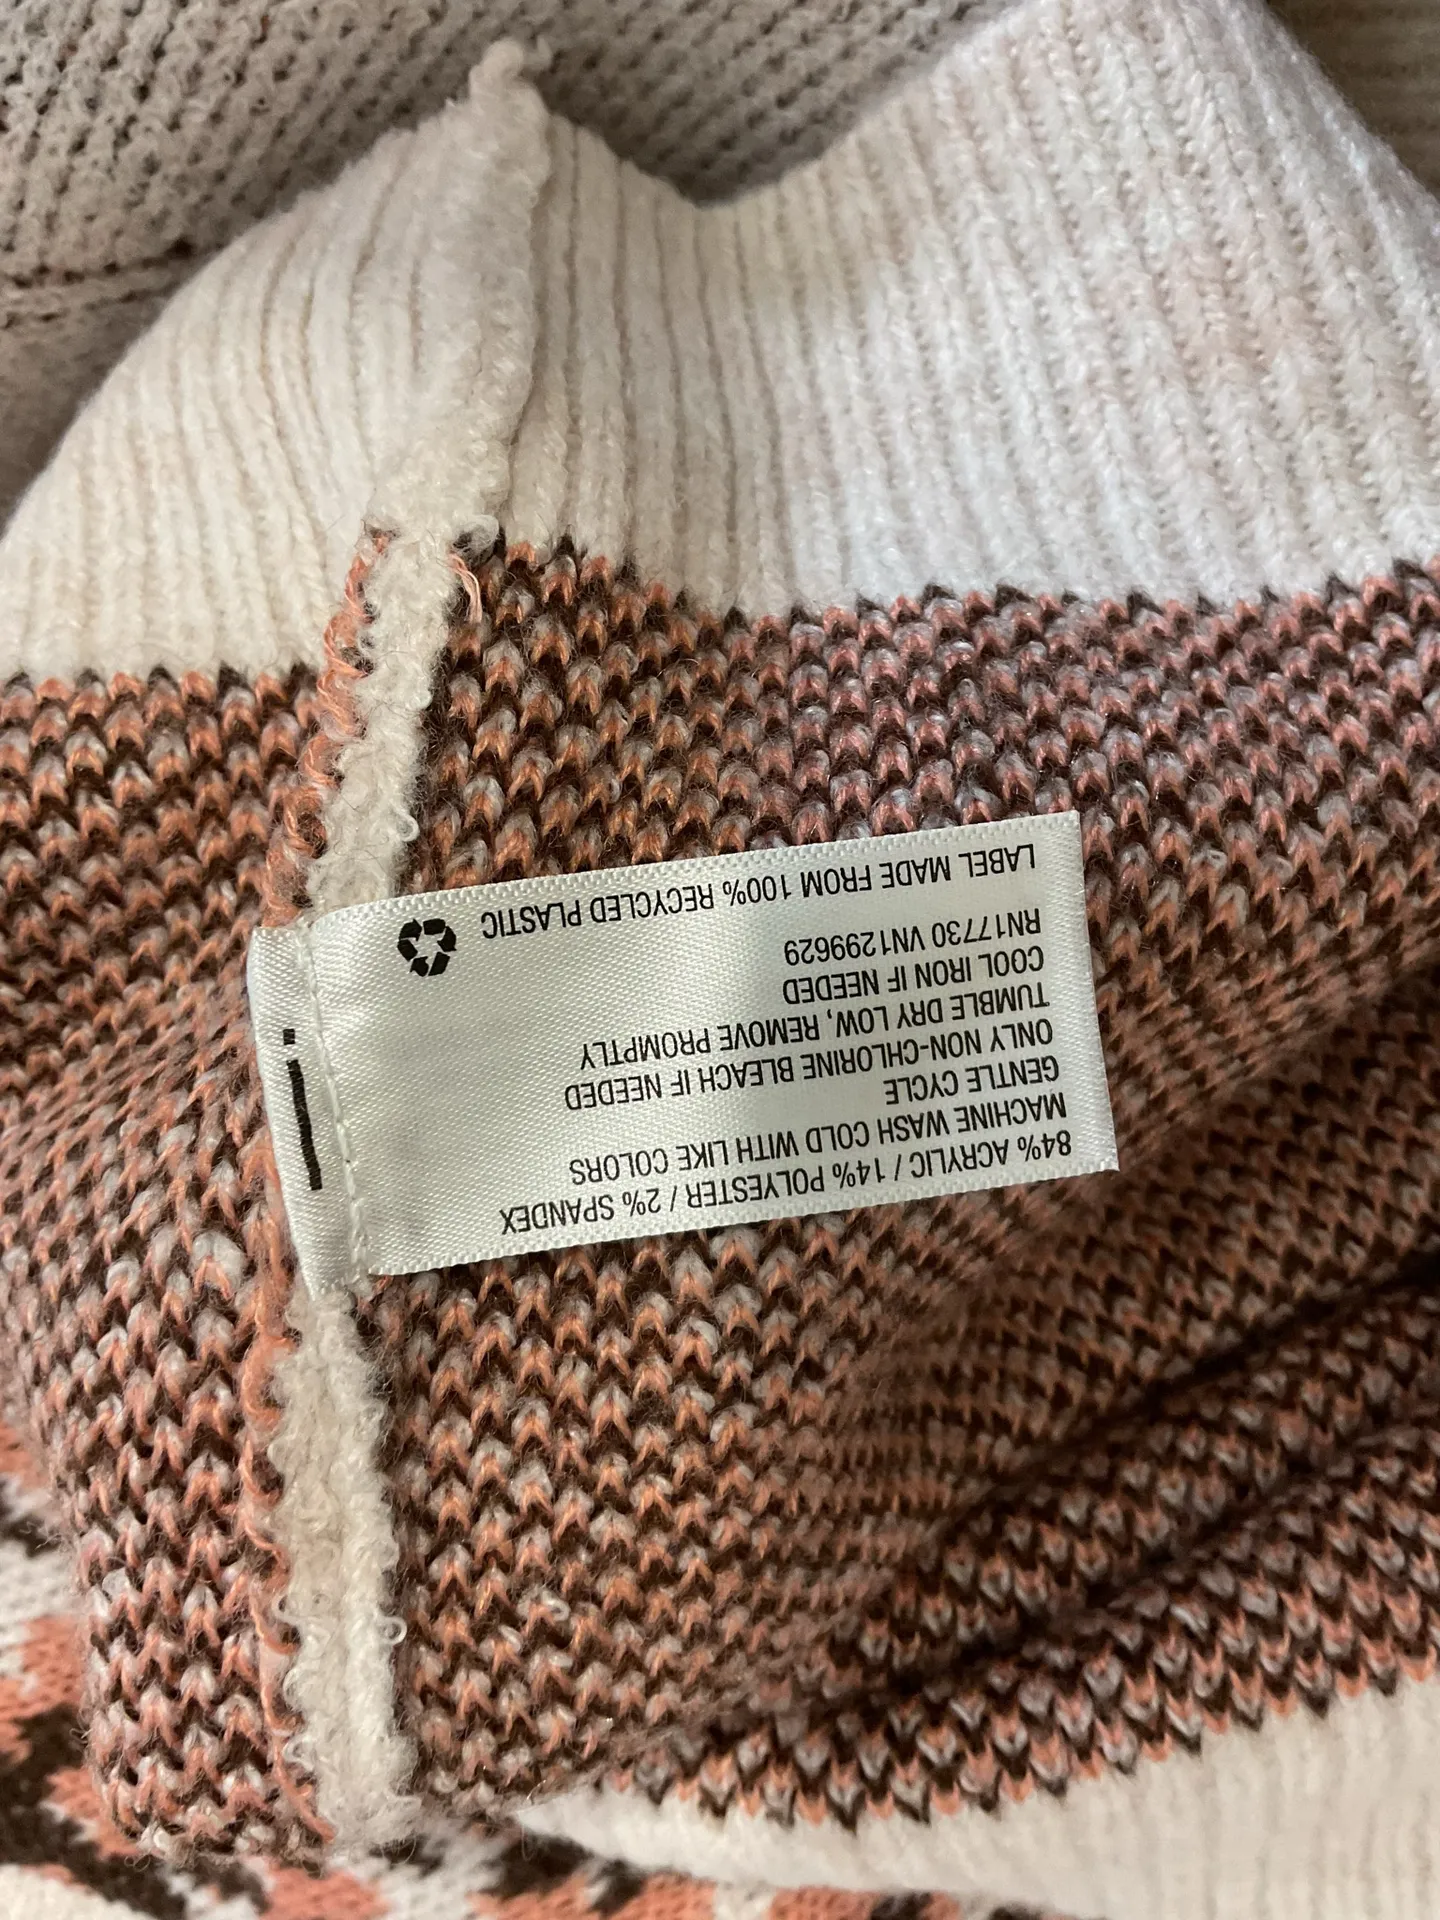 84% ACRYLIC / 14% POLYESTER / 2% SPANDEX
MACHINE WASH COLD WITH LIKE COLORS
GENTLE CYCLE
ONLY NON-CHLORINE BLEACH IF NEEDED
TUMBLE DRY LOW, REMOVE PROMPTLY
COOL IRON IF NEEDED
RN17730 VN1299629
LABEL MADE FROM 100% RECYCLED PLASTIC